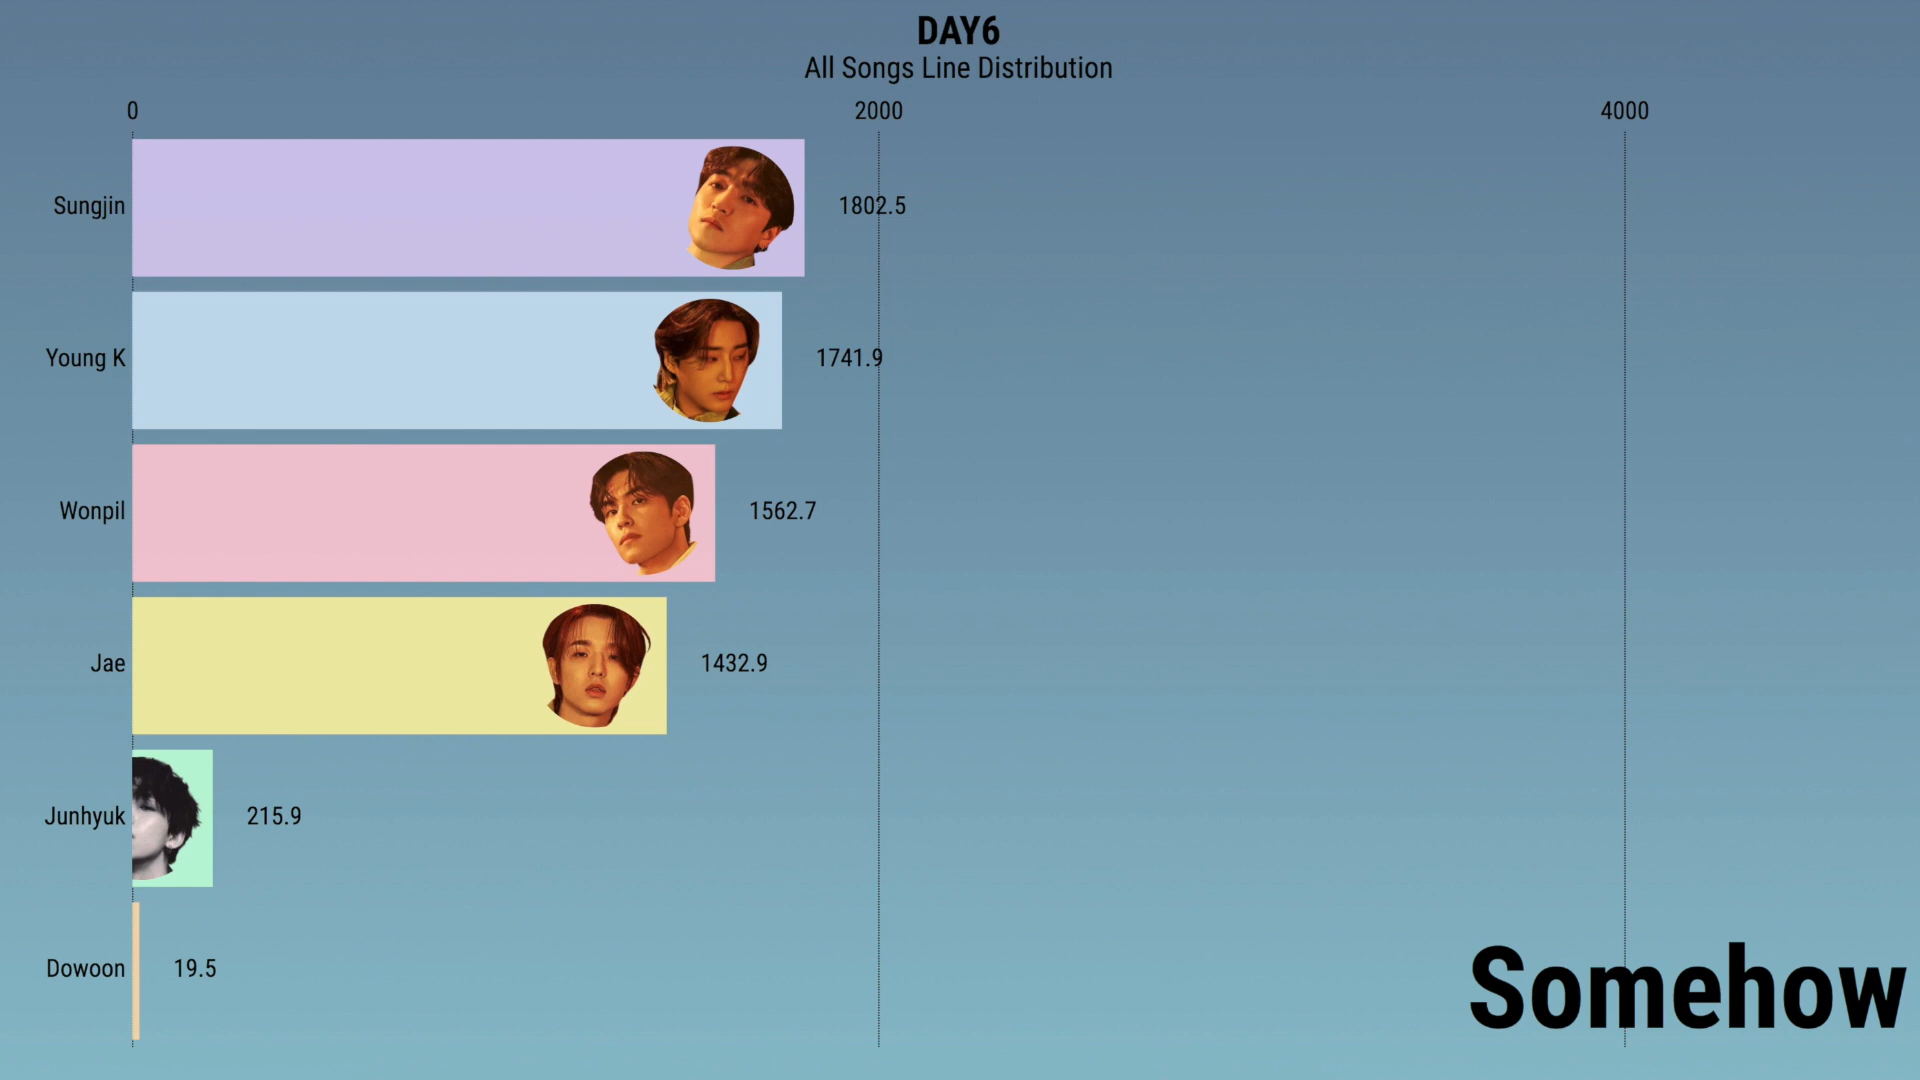 DAY6
All Songs Line Distribution
0 2000 4000
Sungjin 1802.5
Young K 1741.9
Wonpil 1562.7
Jae 1432.9
Junhyuk 215.9
Dowoon 19.5
Somehow